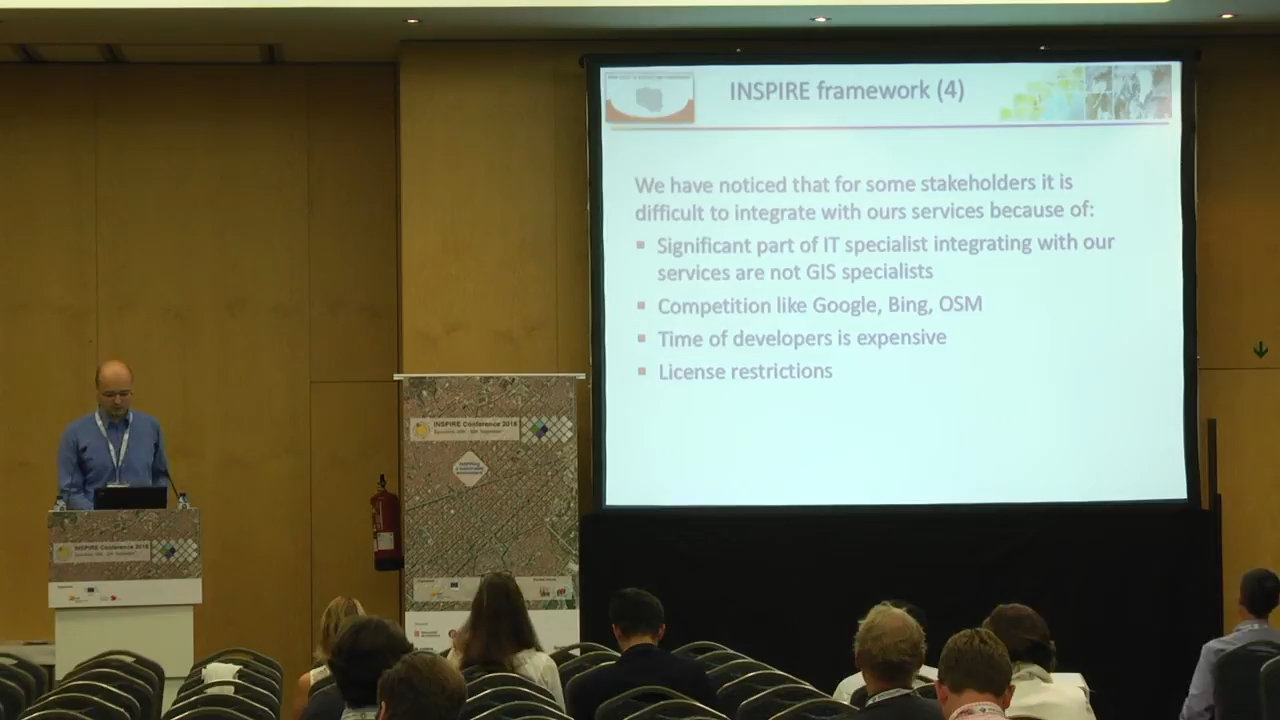 INSPIRE framework (4)
We have noticed that for some stakeholders it is
difficult to integrate with ours services because of:
▪ Significant part of IT specialist integrating with our
services are not GIS specialists
▪ Competition like Google, Bing, OSM
▪ Time of developers is expensive
▪ License restrictions
INSPIRE Conference 2016
INSPIRE Conference 2016